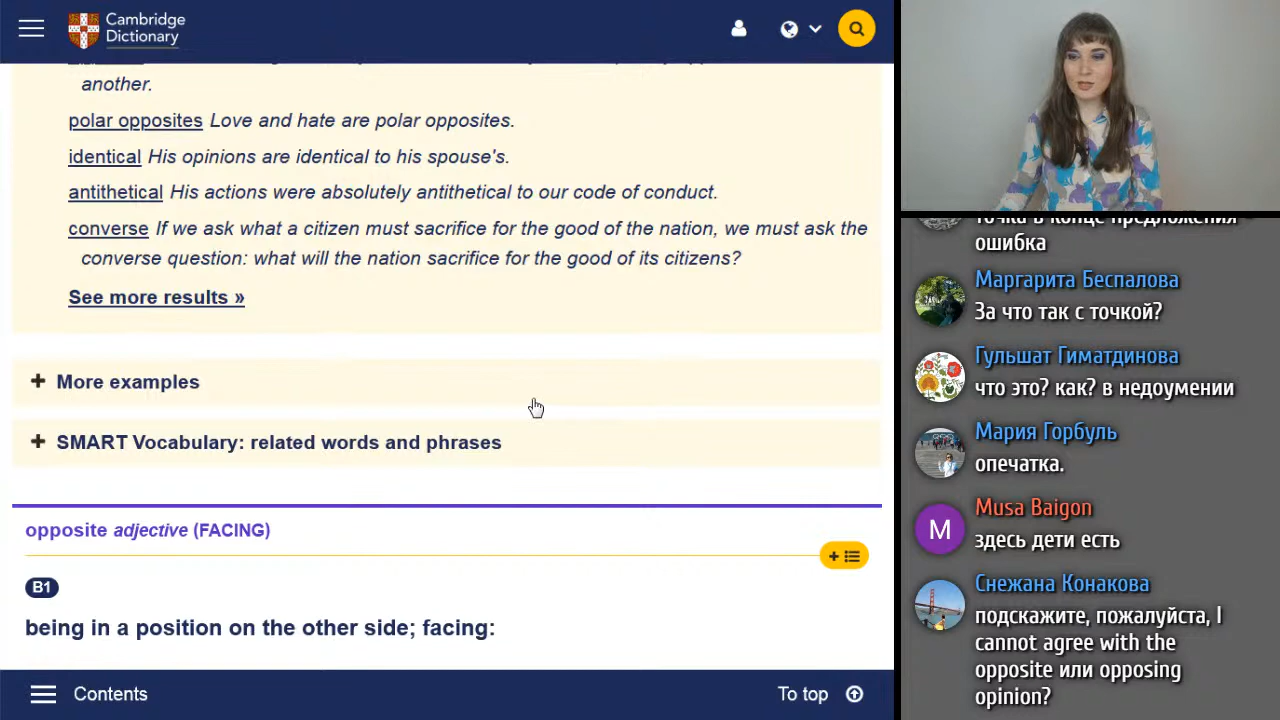 Cambridge
Dictionary
another.
polar opposites Love and hate are polar opposites.
identical His opinions are identical to his spouse's.
antithetical His actions were absolutely antithetical to our code of conduct.
converse If we ask what a citizen must sacrifice for the good of the nation, we must ask the
converse question: what will the nation sacrifice for the good of its citizens?
See more results »
+ More examples
+ SMART Vocabulary: related words and phrases
opposite adjective (FACING)
B1
being in a position on the other side; facing:
Contents
To top
точка в конце предложения
ошибка
Маргарита Беспалова
За что так с точкой?
Гульшат Гиматдинова
что это? как? в недоумении
Мария Горбуль
опечатка.
M
Musa Baigon
здесь дети есть
Снежана Конакова
подскажите, пожалуйста, I
cannot agree with the
opposite или opposing
opinion?